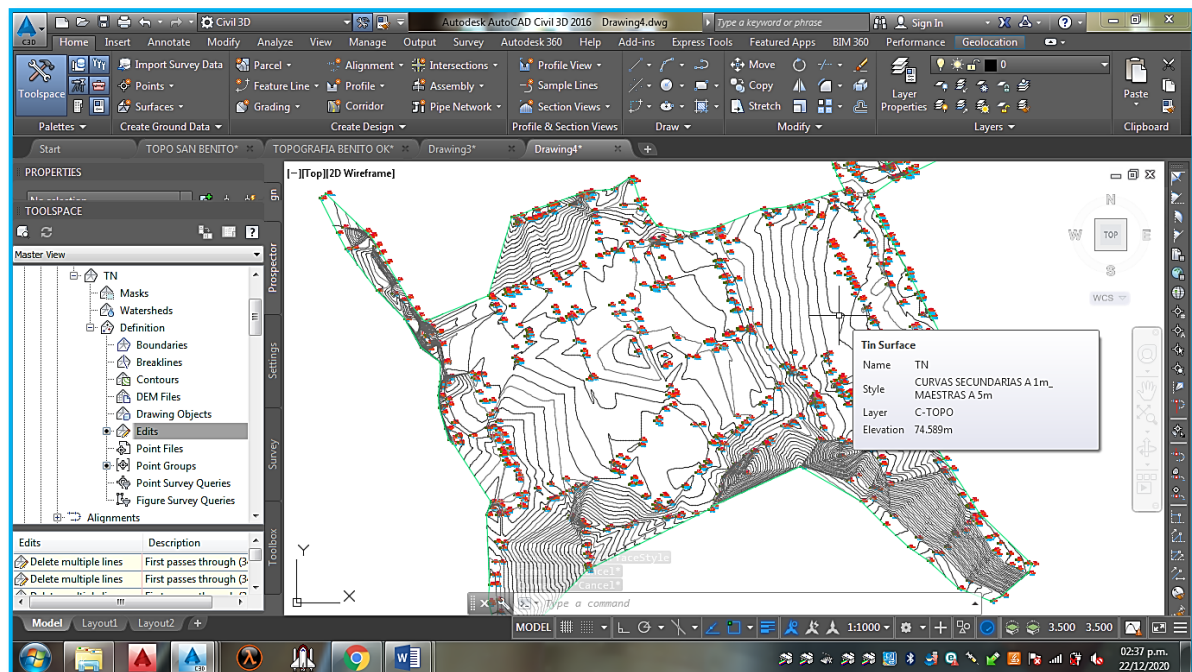 Civil 3D
Autodesk AutoCAD Civil 3D 2016 Drawing4.dwg
Type a keyword or phrase
Sign In
C3D
Home Insert Annotate Modify Analyze View Manage Output Survey Autodesk 360 Help Add-ins Express Tools Featured Apps BIM 360 Performance Geolocation
Toolspace
Import Survey Data
Points
Surfaces
Parcel
Feature Line
Grading
Alignment
Profile
Corridor
Intersections
Assembly
Pipe Network
Profile View
Sample Lines
Section Views
Move
Copy
Stretch
Layer
Properties
0
Paste
Palettes
Create Ground Data
Create Design
Profile & Section Views
Draw
Modify
Layers
Clipboard
Start TOPO SAN BENITO* TOPOGRAFIA BENITO OK* Drawing3* Drawing4*
PROPERTIES
No selection
TOOLSPACE
Master View
TN
Masks
Watersheds
Definition
Boundaries
Breaklines
Contours
DEM Files
Drawing Objects
Edits
Point Files
Point Groups
Point Survey Queries
Figure Survey Queries
Alignments
Prospector
Settings
Survey
Toolbox
Edits Description
Delete multiple lines First passes through (3
Delete multiple lines First passes through (3
[−][Top][2D Wireframe]
N
W TOP E
S
WCS
Tin Surface
Name TN
Style CURVAS SECUNDARIAS A 1m_
MAESTRAS A 5m
Layer C-TOPO
Elevation 74.589m
Y
X
Cancel*
Type a command
Model Layout1 Layout2 +
MODEL
1:1000
3.500 3.500
C3D
02:37 p.m.
22/12/2020